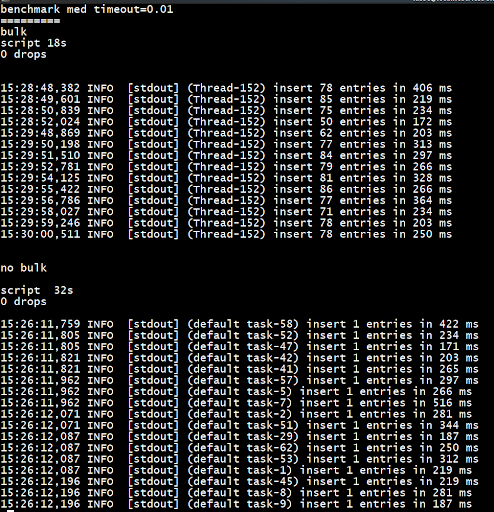 benchmark med timeout=0.01
=========
bulk
script 18s
0 drops
15:28:48,382 INFO  [stdout] (Thread-152) insert 78 entries in 406 ms
15:28:49,601 INFO  [stdout] (Thread-152) insert 85 entries in 219 ms
15:28:50,839 INFO  [stdout] (Thread-152) insert 75 entries in 234 ms
15:28:52,024 INFO  [stdout] (Thread-152) insert 50 entries in 172 ms
15:29:48,869 INFO  [stdout] (Thread-152) insert 62 entries in 203 ms
15:29:50,198 INFO  [stdout] (Thread-152) insert 77 entries in 313 ms
15:29:51,510 INFO  [stdout] (Thread-152) insert 84 entries in 297 ms
15:29:52,781 INFO  [stdout] (Thread-152) insert 79 entries in 266 ms
15:29:54,125 INFO  [stdout] (Thread-152) insert 81 entries in 328 ms
15:29:55,422 INFO  [stdout] (Thread-152) insert 86 entries in 266 ms
15:29:56,786 INFO  [stdout] (Thread-152) insert 77 entries in 364 ms
15:29:58,027 INFO  [stdout] (Thread-152) insert 71 entries in 234 ms
15:29:59,246 INFO  [stdout] (Thread-152) insert 78 entries in 203 ms
15:30:00,511 INFO  [stdout] (Thread-152) insert 78 entries in 250 ms
no bulk
script  32s
0 drops
15:26:11,759 INFO  [stdout] (default task-58) insert 1 entries in 422 ms
15:26:11,805 INFO  [stdout] (default task-52) insert 1 entries in 234 ms
15:26:11,805 INFO  [stdout] (default task-47) insert 1 entries in 171 ms
15:26:11,821 INFO  [stdout] (default task-42) insert 1 entries in 203 ms
15:26:11,821 INFO  [stdout] (default task-41) insert 1 entries in 265 ms
15:26:11,962 INFO  [stdout] (default task-57) insert 1 entries in 297 ms
15:26:11,962 INFO  [stdout] (default task-5) insert 1 entries in 266 ms
15:26:11,962 INFO  [stdout] (default task-7) insert 1 entries in 516 ms
15:26:12,071 INFO  [stdout] (default task-2) insert 1 entries in 281 ms
15:26:12,071 INFO  [stdout] (default task-51) insert 1 entries in 344 ms
15:26:12,087 INFO  [stdout] (default task-29) insert 1 entries in 187 ms
15:26:12,087 INFO  [stdout] (default task-62) insert 1 entries in 250 ms
15:26:12,087 INFO  [stdout] (default task-53) insert 1 entries in 312 ms
15:26:12,087 INFO  [stdout] (default task-1) insert 1 entries in 219 ms
15:26:12,196 INFO  [stdout] (default task-45) insert 1 entries in 219 ms
15:26:12,196 INFO  [stdout] (default task-8) insert 1 entries in 281 ms
15:26:12,196 INFO  [stdout] (default task-9) insert 1 entries in 187 ms